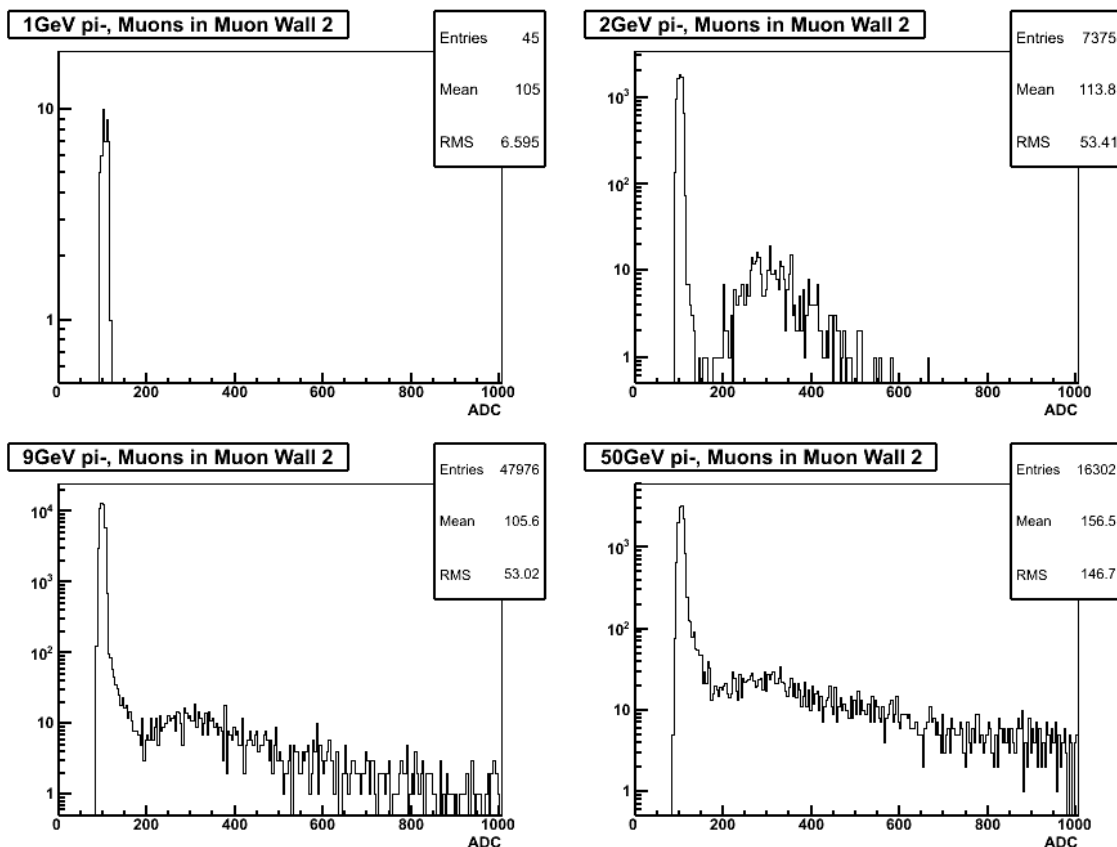 1GeV pi-, Muons in Muon Wall 2
Entries 45
Mean 105
RMS 6.595
10
1
0 200 400 600 800 1000
ADC
2GeV pi-, Muons in Muon Wall 2
Entries 7375
Mean 113.8
RMS 53.41
10³
10²
10
1
0 200 400 600 800 1000
ADC
9GeV pi-, Muons in Muon Wall 2
Entries 47976
Mean 105.6
RMS 53.02
10⁴
10³
10²
10
1
0 200 400 600 800 1000
ADC
50GeV pi-, Muons in Muon Wall 2
Entries 16302
Mean 156.5
RMS 146.7
10³
10²
10
1
0 200 400 600 800 1000
ADC